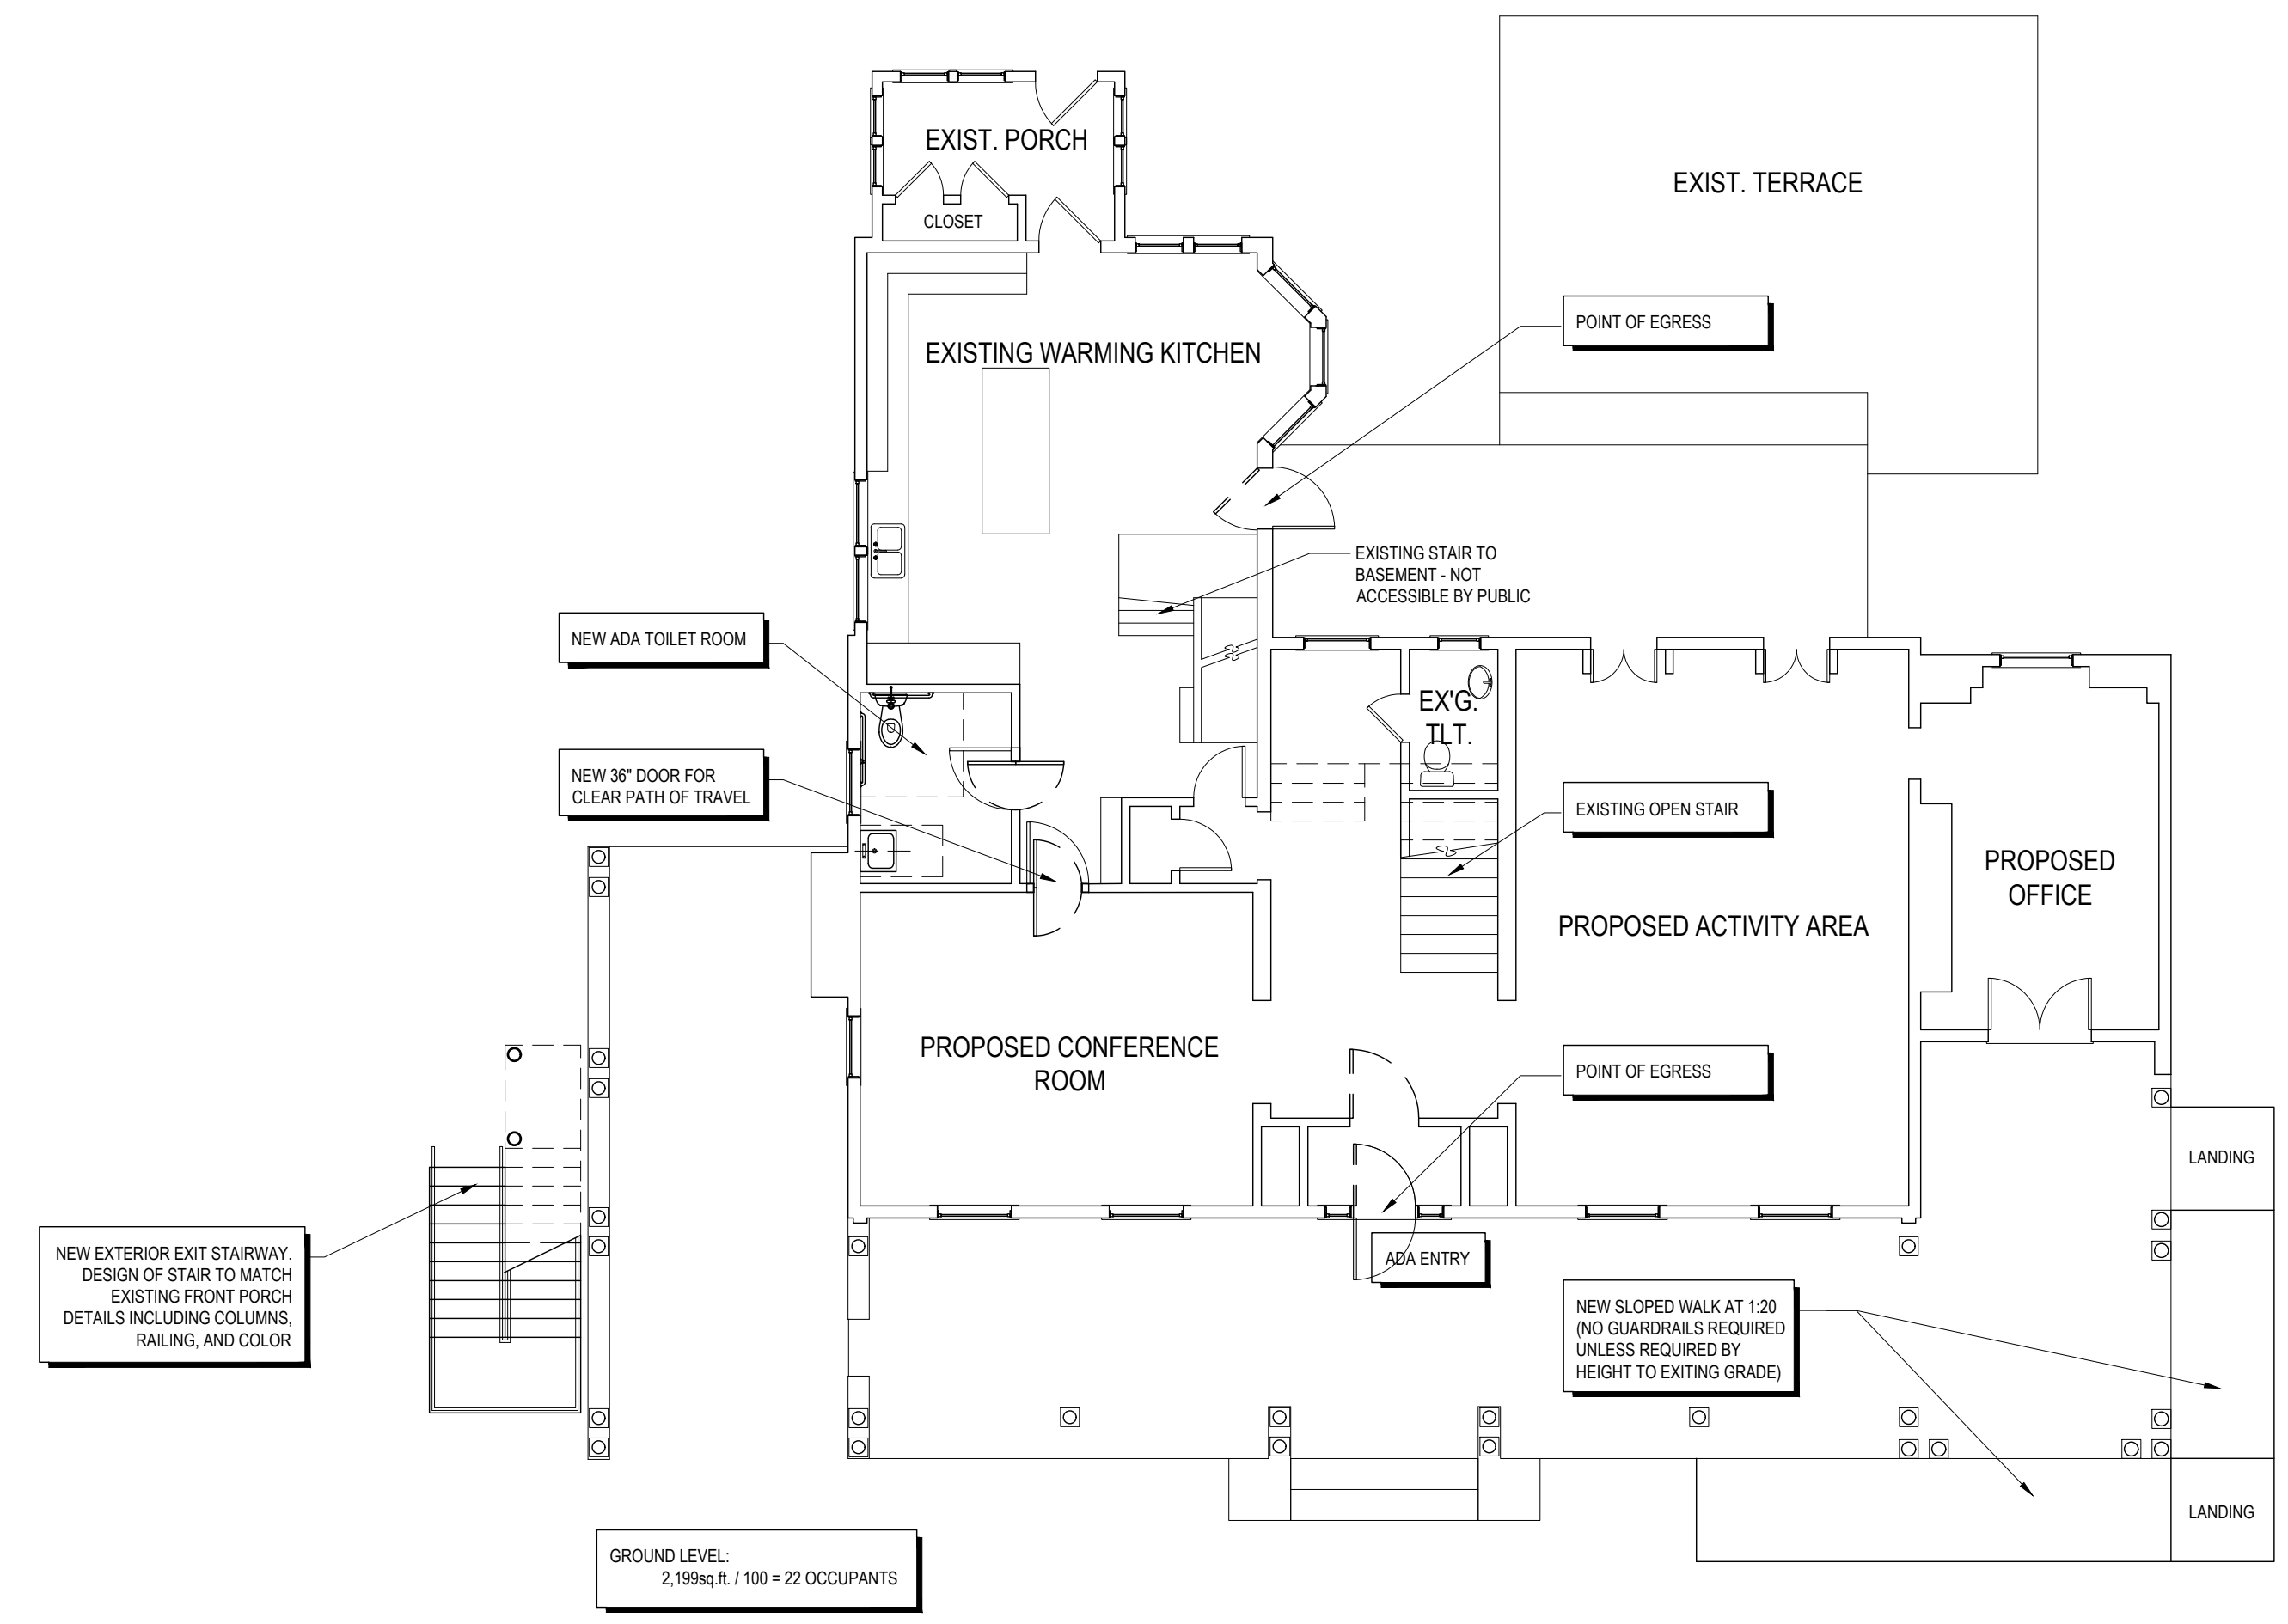 EXIST. PORCH
CLOSET
EXIST. TERRACE
POINT OF EGRESS
EXISTING WARMING KITCHEN
EXISTING STAIR TO
BASEMENT - NOT
ACCESSIBLE BY PUBLIC
NEW ADA TOILET ROOM
EX'G.
TLT.
NEW 36" DOOR FOR
CLEAR PATH OF TRAVEL
EXISTING OPEN STAIR
PROPOSED
OFFICE
PROPOSED ACTIVITY AREA
PROPOSED CONFERENCE
ROOM
POINT OF EGRESS
LANDING
NEW EXTERIOR EXIT STAIRWAY.
DESIGN OF STAIR TO MATCH
EXISTING FRONT PORCH
DETAILS INCLUDING COLUMNS,
RAILING, AND COLOR
ADA ENTRY
NEW SLOPED WALK AT 1:20
(NO GUARDRAILS REQUIRED
UNLESS REQUIRED BY
HEIGHT TO EXITING GRADE)
LANDING
GROUND LEVEL:
2,199sq.ft. / 100 = 22 OCCUPANTS